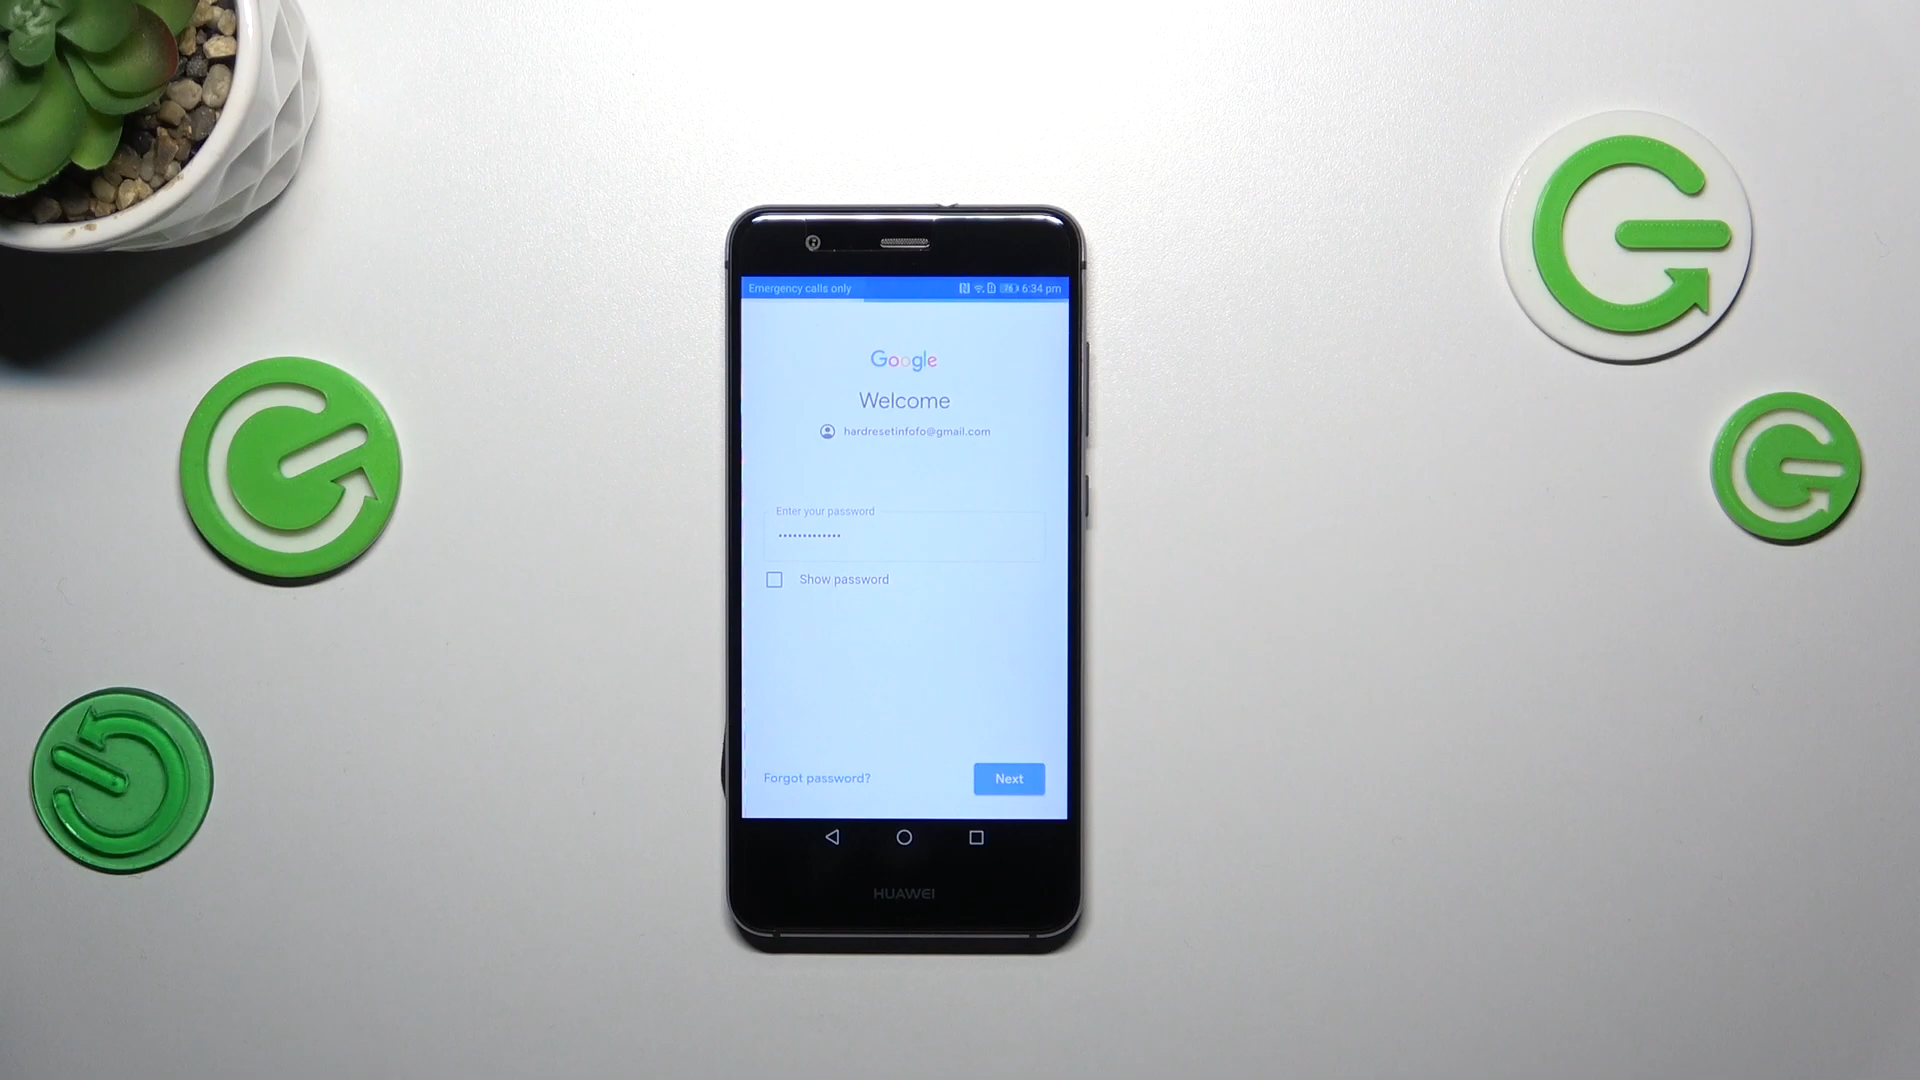 Emergency calls only 76 6:34 pm
Google
Welcome
hardresetinfofo@gmail.com
Enter your password
•••••••••••••
Show password
Forgot password? Next
HUAWEI